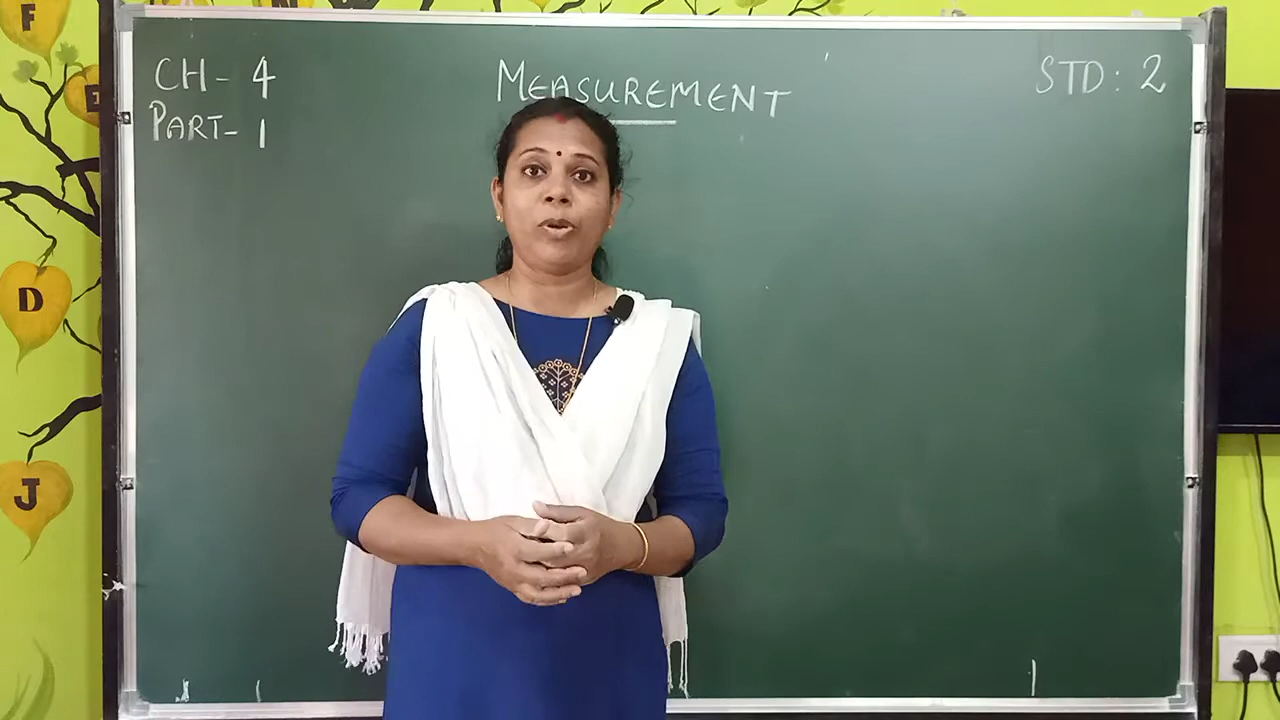 CH- 4
PART- 1
MEASUREMENT
STD: 2
F
D
J